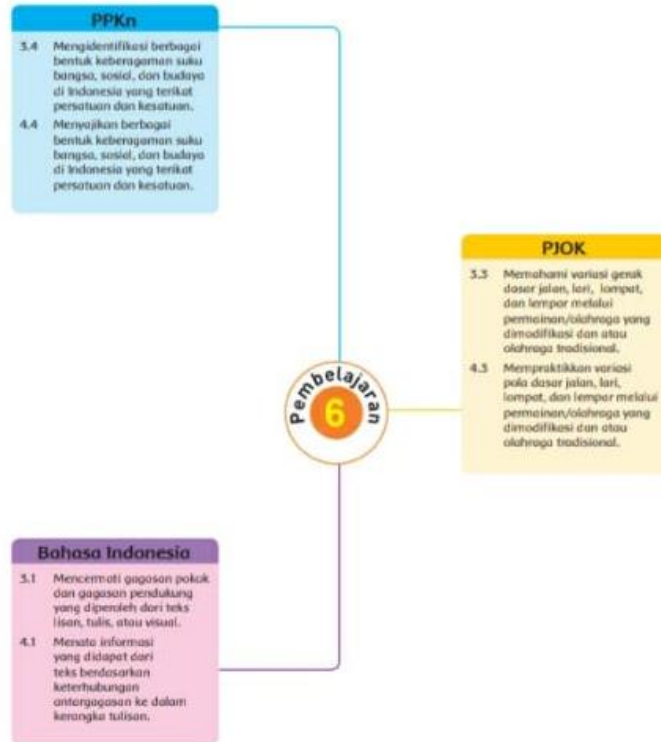 PPKn
3.4 Mengidentifikasi berbagai
bentuk keberagaman suku
bangsa, sosial, dan budaya
di Indonesia yang terikat
persatuan dan kesatuan.
4.4 Menyajikan berbagai
bentuk keberagaman suku
bangsa, sosial, dan budaya
di Indonesia yang terikat
persatuan dan kesatuan.
PJOK
3.3 Memahami variasi gerak
dasar jalan, lari, lompat,
dan lempar melalui
permainan/olahraga yang
dimodifikasi dan atau
olahraga tradisional.
4.3 Mempraktikkan variasi
pola dasar jalan, lari,
lompat, dan lempar melalui
permainan/olahraga yang
dimodifikasi dan atau
olahraga tradisional.
Pembelajaran
6
Bahasa Indonesia
3.1 Mencermati gagasan pokok
dan gagasan pendukung
yang diperoleh dari teks
lisan, tulis, atau visual.
4.1 Menata informasi
yang didapat dari
teks berdasarkan
keterhubungan
antargagasan ke dalam
kerangka tulisan.